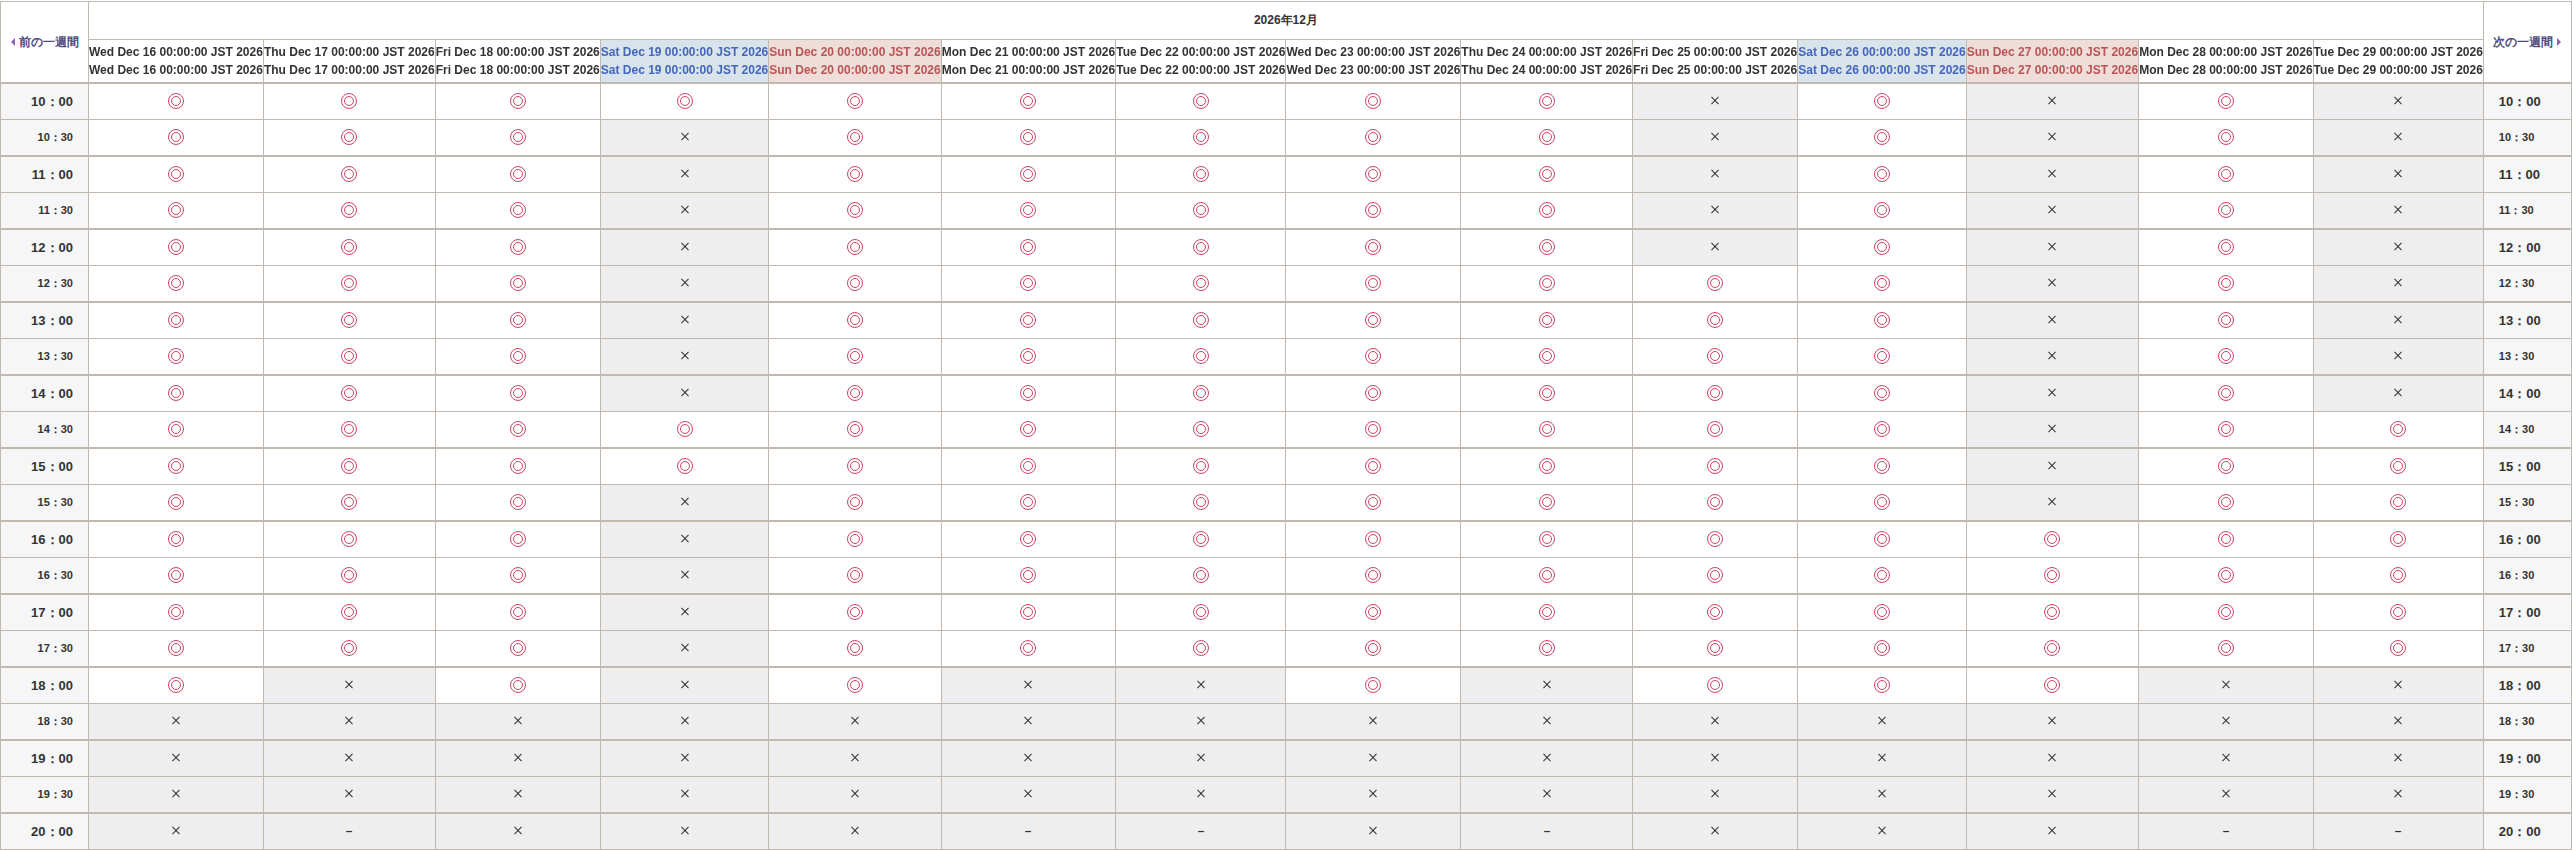 2026年12月
前の一週間
次の一週間
Wed Dec 16 00:00:00 JST 2026 Thu Dec 17 00:00:00 JST 2026 Fri Dec 18 00:00:00 JST 2026 Sat Dec 19 00:00:00 JST 2026 Sun Dec 20 00:00:00 JST 2026 Mon Dec 21 00:00:00 JST 2026 Tue Dec 22 00:00:00 JST 2026 Wed Dec 23 00:00:00 JST 2026 Thu Dec 24 00:00:00 JST 2026 Fri Dec 25 00:00:00 JST 2026 Sat Dec 26 00:00:00 JST 2026 Sun Dec 27 00:00:00 JST 2026 Mon Dec 28 00:00:00 JST 2026 Tue Dec 29 00:00:00 JST 2026
Wed Dec 16 00:00:00 JST 2026 Thu Dec 17 00:00:00 JST 2026 Fri Dec 18 00:00:00 JST 2026 Sat Dec 19 00:00:00 JST 2026 Sun Dec 20 00:00:00 JST 2026 Mon Dec 21 00:00:00 JST 2026 Tue Dec 22 00:00:00 JST 2026 Wed Dec 23 00:00:00 JST 2026 Thu Dec 24 00:00:00 JST 2026 Fri Dec 25 00:00:00 JST 2026 Sat Dec 26 00:00:00 JST 2026 Sun Dec 27 00:00:00 JST 2026 Mon Dec 28 00:00:00 JST 2026 Tue Dec 29 00:00:00 JST 2026
10：00 ◎ ◎ ◎ ◎ ◎ ◎ ◎ ◎ ◎ × ◎ × ◎ × 10：00
10：30 ◎ ◎ ◎ × ◎ ◎ ◎ ◎ ◎ × ◎ × ◎ × 10：30
11：00 ◎ ◎ ◎ × ◎ ◎ ◎ ◎ ◎ × ◎ × ◎ × 11：00
11：30 ◎ ◎ ◎ × ◎ ◎ ◎ ◎ ◎ × ◎ × ◎ × 11：30
12：00 ◎ ◎ ◎ × ◎ ◎ ◎ ◎ ◎ × ◎ × ◎ × 12：00
12：30 ◎ ◎ ◎ × ◎ ◎ ◎ ◎ ◎ ◎ ◎ × ◎ × 12：30
13：00 ◎ ◎ ◎ × ◎ ◎ ◎ ◎ ◎ ◎ ◎ × ◎ × 13：00
13：30 ◎ ◎ ◎ × ◎ ◎ ◎ ◎ ◎ ◎ ◎ × ◎ × 13：30
14：00 ◎ ◎ ◎ × ◎ ◎ ◎ ◎ ◎ ◎ ◎ × ◎ × 14：00
14：30 ◎ ◎ ◎ ◎ ◎ ◎ ◎ ◎ ◎ ◎ ◎ × ◎ ◎ 14：30
15：00 ◎ ◎ ◎ ◎ ◎ ◎ ◎ ◎ ◎ ◎ ◎ × ◎ ◎ 15：00
15：30 ◎ ◎ ◎ × ◎ ◎ ◎ ◎ ◎ ◎ ◎ × ◎ ◎ 15：30
16：00 ◎ ◎ ◎ × ◎ ◎ ◎ ◎ ◎ ◎ ◎ ◎ ◎ ◎ 16：00
16：30 ◎ ◎ ◎ × ◎ ◎ ◎ ◎ ◎ ◎ ◎ ◎ ◎ ◎ 16：30
17：00 ◎ ◎ ◎ × ◎ ◎ ◎ ◎ ◎ ◎ ◎ ◎ ◎ ◎ 17：00
17：30 ◎ ◎ ◎ × ◎ ◎ ◎ ◎ ◎ ◎ ◎ ◎ ◎ ◎ 17：30
18：00 ◎ × ◎ × ◎ × × ◎ × ◎ ◎ ◎ × × 18：00
18：30 × × × × × × × × × × × × × × 18：30
19：00 × × × × × × × × × × × × × × 19：00
19：30 × × × × × × × × × × × × × × 19：30
20：00 × － × × × － － × － × × × － － 20：00